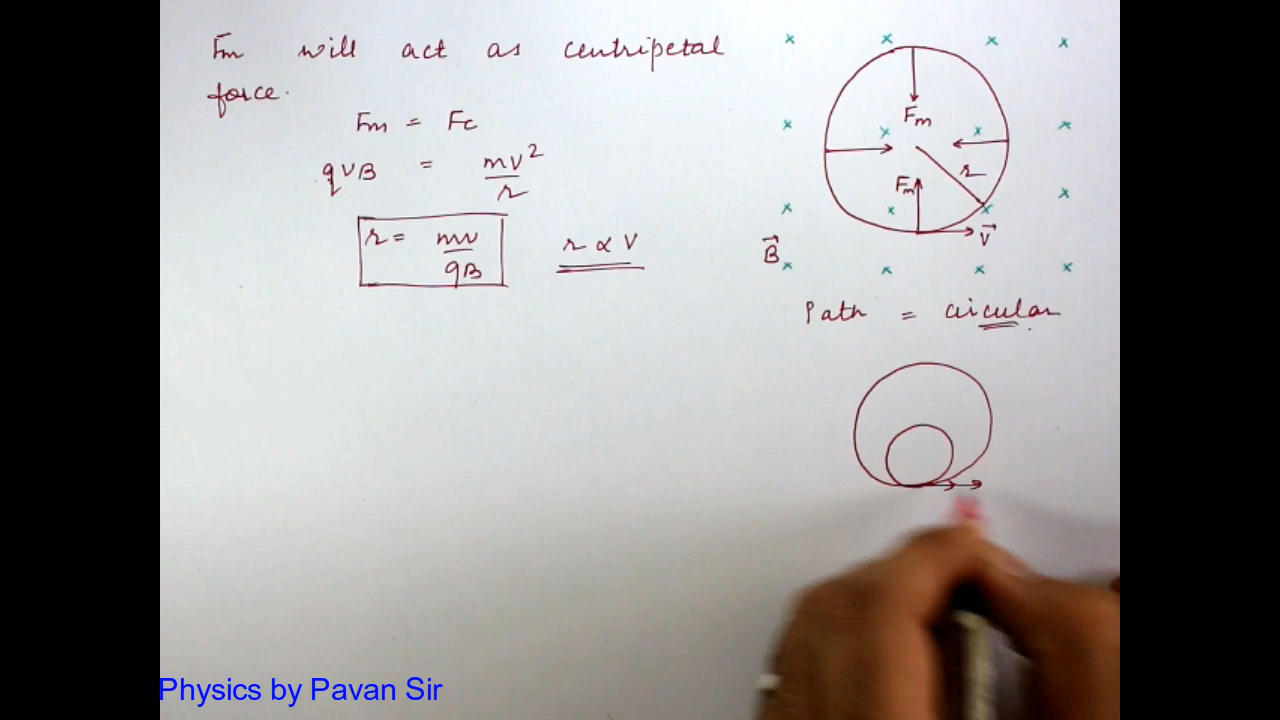 Fm will act as centripetal
force.
Fm = Fc
qvB = mv²/r
r = mv/qB
r ∝ V
Fm
r
Fm
V⃗
B⃗
Path = circular
Physics by Pavan Sir